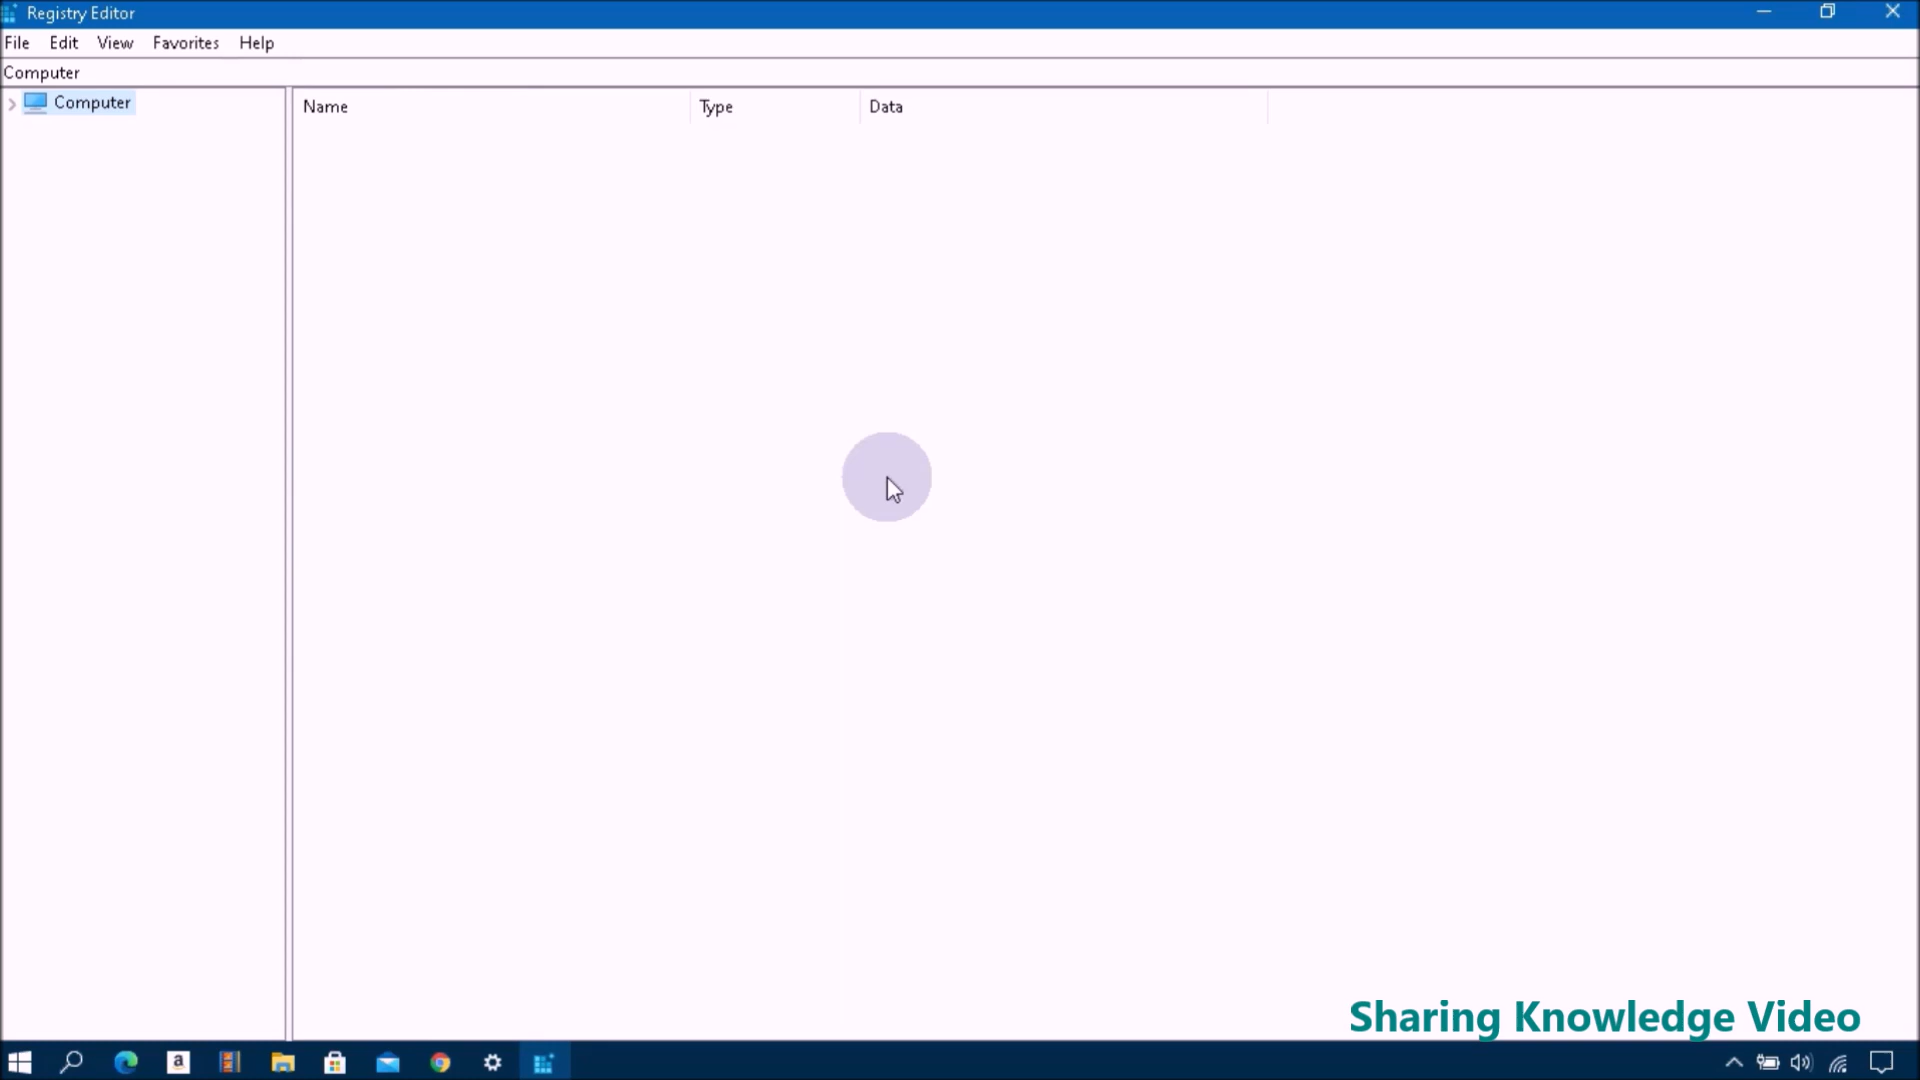 Registry Editor
File Edit View Favorites Help
Computer
Computer
Name Type Data
Sharing Knowledge Video
a